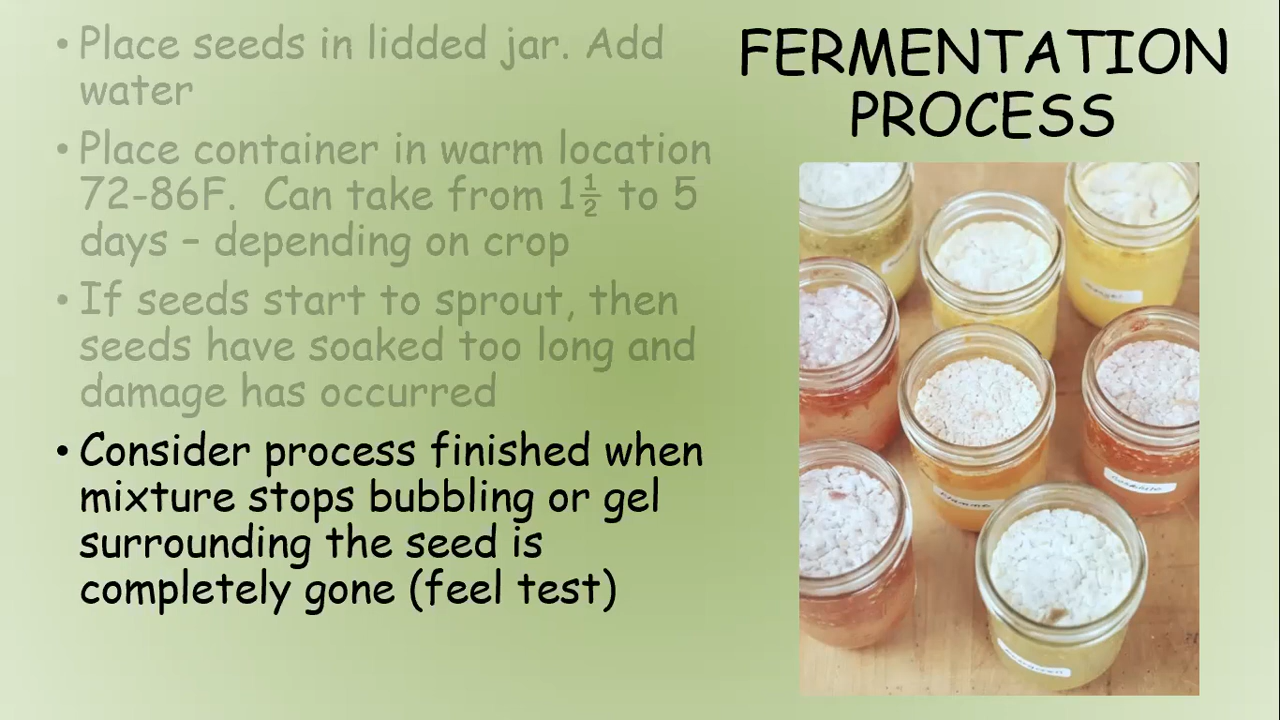 FERMENTATION
PROCESS
• Place seeds in lidded jar. Add
water
• Place container in warm location
72-86F.  Can take from 1½ to 5
days – depending on crop
• If seeds start to sprout, then
seeds have soaked too long and
damage has occurred
• Consider process finished when
mixture stops bubbling or gel
surrounding the seed is
completely gone (feel test)